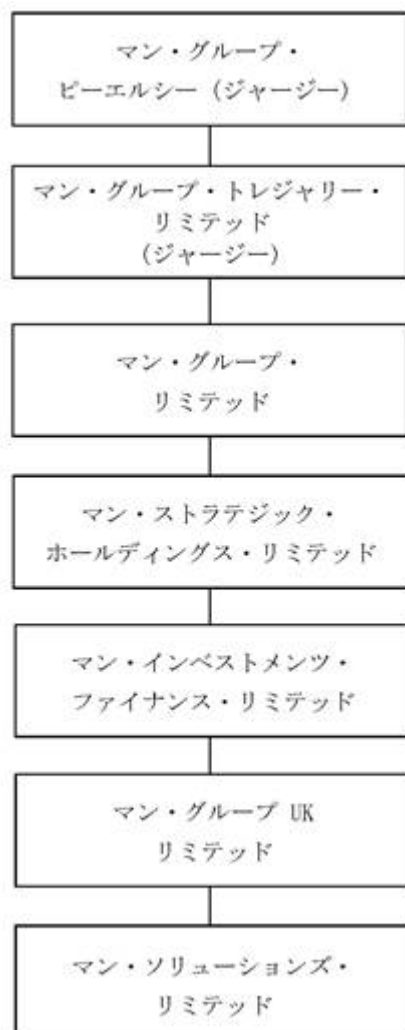 マン・グループ・
ピーエルシー (ジャージー)
マン・グループ・トレジャリー・
リミテッド
(ジャージー)
マン・グループ・
リミテッド
マン・ストラテジック・
ホールディングス・リミテッド
マン・インベストメンツ・
ファイナンス・リミテッド
マン・グループ UK
リミテッド
マン・ソリューションズ・
リミテッド